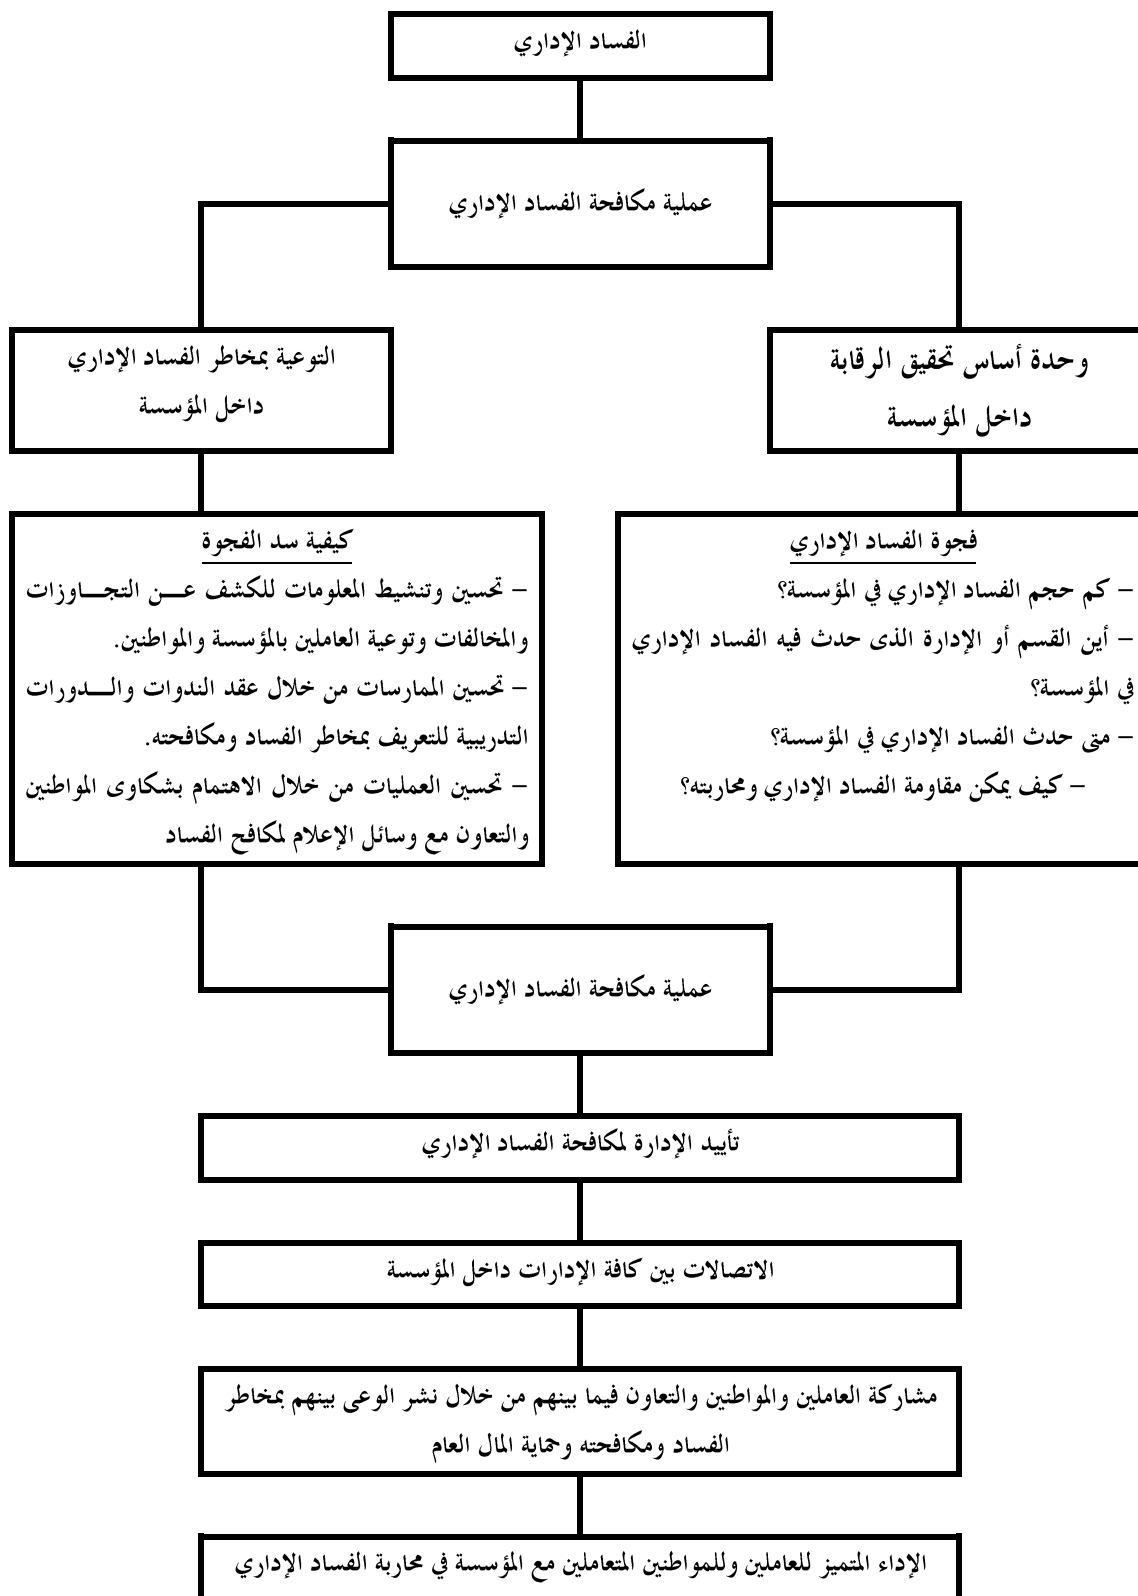 الفساد الإداري
عملية مكافحة الفساد الإداري
وحدة أساس تحقيق الرقابة
داخل المؤسسة
التوعية بمخاطر الفساد الإداري
داخل المؤسسة
فجوة الفساد الإداري
– كم حجم الفساد الإداري في المؤسسة؟
– أين القسم أو الإدارة الذى حدث فيه الفساد الإداري
في المؤسسة؟
– متى حدث الفساد الإداري في المؤسسة؟
– كيف يمكن مقاومة الفساد الإداري ومحاربته؟
كيفية سد الفجوة
– تحسين وتنشيط المعلومات للكشف عــن التجــاوزات
والمخالفات وتوعية العاملين بالمؤسسة والمواطنين.
– تحسين الممارسات من خلال عقد الندوات والــدورات
التدريبية للتعريف بمخاطر الفساد ومكافحته.
– تحسين العمليات من خلال الاهتمام بشكاوى المواطنين
والتعاون مع وسائل الإعلام لمكافح الفساد
عملية مكافحة الفساد الإداري
تأييد الإدارة لمكافحة الفساد الإداري
الاتصالات بين كافة الإدارات داخل المؤسسة
مشاركة العاملين والمواطنين والتعاون فيما بينهم من خلال نشر الوعى بينهم بمخاطر
الفساد ومكافحته وحماية المال العام
الإداء المتميز للعاملين وللمواطنين المتعاملين مع المؤسسة في محاربة الفساد الإداري